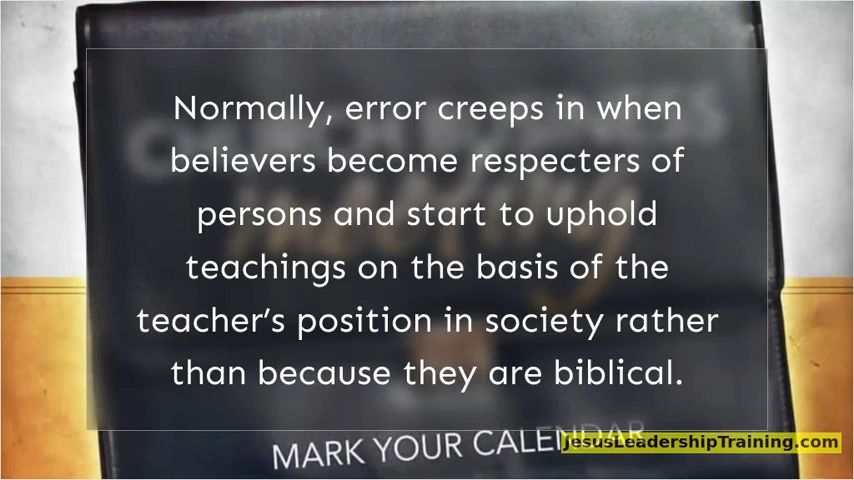 Normally, error creeps in when
believers become respecters of
persons and start to uphold
teachings on the basis of the
teacher’s position in society rather
than because they are biblical.
MARK YOUR CALENDAR
JesusLeadershipTraining.com